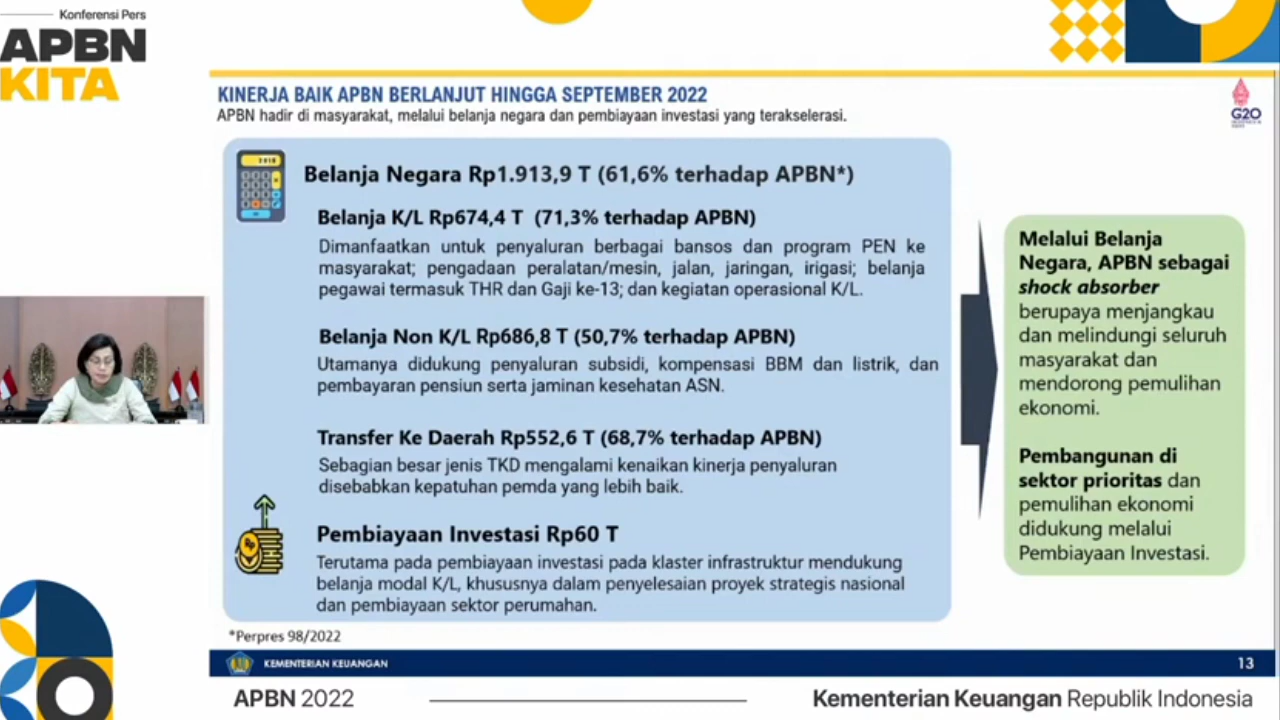 Konferensi Pers
APBN
KITA
KINERJA BAIK APBN BERLANJUT HINGGA SEPTEMBER 2022
APBN hadir di masyarakat, melalui belanja negara dan pembiayaan investasi yang terakselerasi.
G20
Belanja Negara Rp1.913,9 T (61,6% terhadap APBN*)
Belanja K/L Rp674,4 T (71,3% terhadap APBN)
Dimanfaatkan untuk penyaluran berbagai bansos dan program PEN ke
masyarakat; pengadaan peralatan/mesin, jalan, jaringan, irigasi; belanja
pegawai termasuk THR dan Gaji ke-13; dan kegiatan operasional K/L.
Belanja Non K/L Rp686,8 T (50,7% terhadap APBN)
Utamanya didukung penyaluran subsidi, kompensasi BBM dan listrik, dan
pembayaran pensiun serta jaminan kesehatan ASN.
Transfer Ke Daerah Rp552,6 T (68,7% terhadap APBN)
Sebagian besar jenis TKD mengalami kenaikan kinerja penyaluran
disebabkan kepatuhan pemda yang lebih baik.
Pembiayaan Investasi Rp60 T
Terutama pada pembiayaan investasi pada klaster infrastruktur mendukung
belanja modal K/L, khususnya dalam penyelesaian proyek strategis nasional
dan pembiayaan sektor perumahan.
Melalui Belanja
Negara, APBN sebagai
shock absorber
berupaya menjangkau
dan melindungi seluruh
masyarakat dan
mendorong pemulihan
ekonomi.
Pembangunan di
sektor prioritas dan
pemulihan ekonomi
didukung melalui
Pembiayaan Investasi.
*Perpres 98/2022
KEMENTERIAN KEUANGAN
13
APBN 2022
Kementerian Keuangan Republik Indonesia